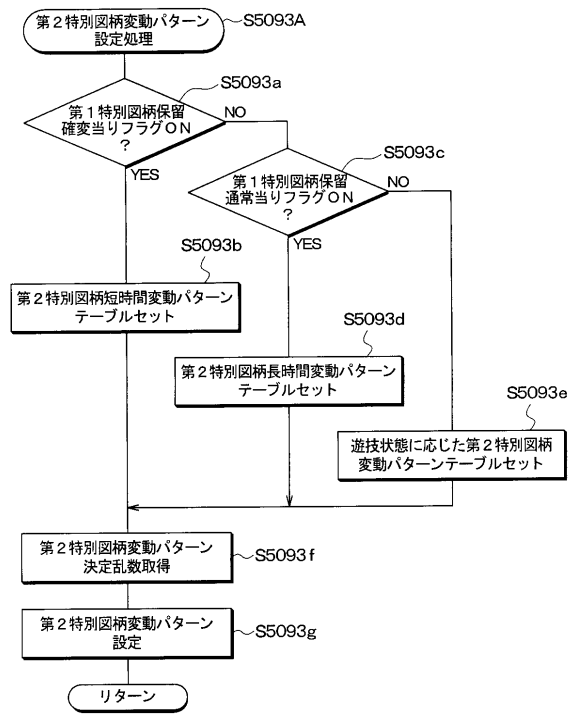 第２特別図柄変動パターン
設定処理
S5093A
S5093a
第１特別図柄保留
確変当りフラグＯＮ
？
NO
YES
S5093c
第１特別図柄保留
通常当りフラグＯＮ
？
NO
YES
S5093b
第２特別図柄短時間変動パターン
テーブルセット
S5093d
第２特別図柄長時間変動パターン
テーブルセット
S5093e
遊技状態に応じた第２特別図柄
変動パターンテーブルセット
第２特別図柄変動パターン
決定乱数取得
S5093f
第２特別図柄変動パターン
設定
S5093g
リターン